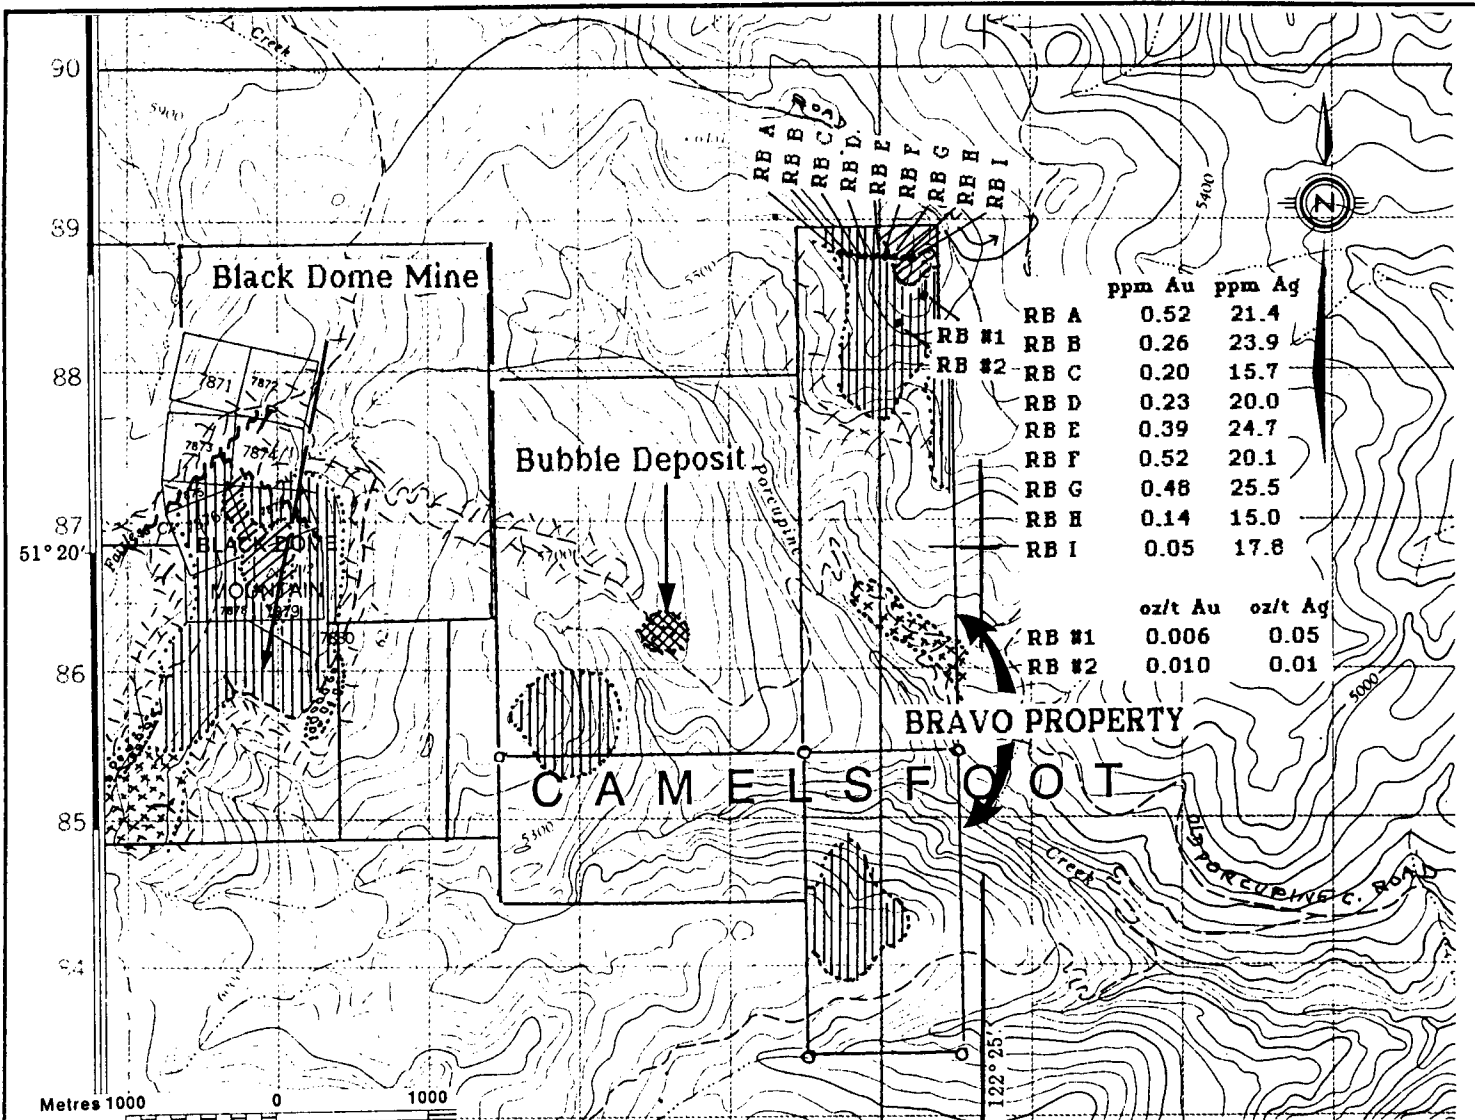 90
Creek
5900
ROAD
RB A
RB B
RB C
RB D
RB E
RB F
RB G
RB H
RB I
5400
N
89
Black Dome Mine
5500
ppm Au ppm Ag
RB A 0.52 21.4
RB B 0.26 23.9
RB C 0.20 15.7
RB D 0.23 20.0
RB E 0.39 24.7
RB F 0.52 20.1
RB G 0.48 25.5
RB H 0.14 15.0
RB I 0.05 17.8
RB #1
RB #2
88
7871
7872
7873
7874
Bubble Deposit
Porcupine
87
51°20'
BLACK DOME
MOUNTAIN
7878
7879
7880
oz/t Au oz/t Ag
RB #1 0.006 0.05
RB #2 0.010 0.01
86
5000
BRAVO PROPERTY
CAMELSFOOT
85
5300
Creek
PORCUPINE C. ROAD
84
122°25'
Metres 1000 0 1000